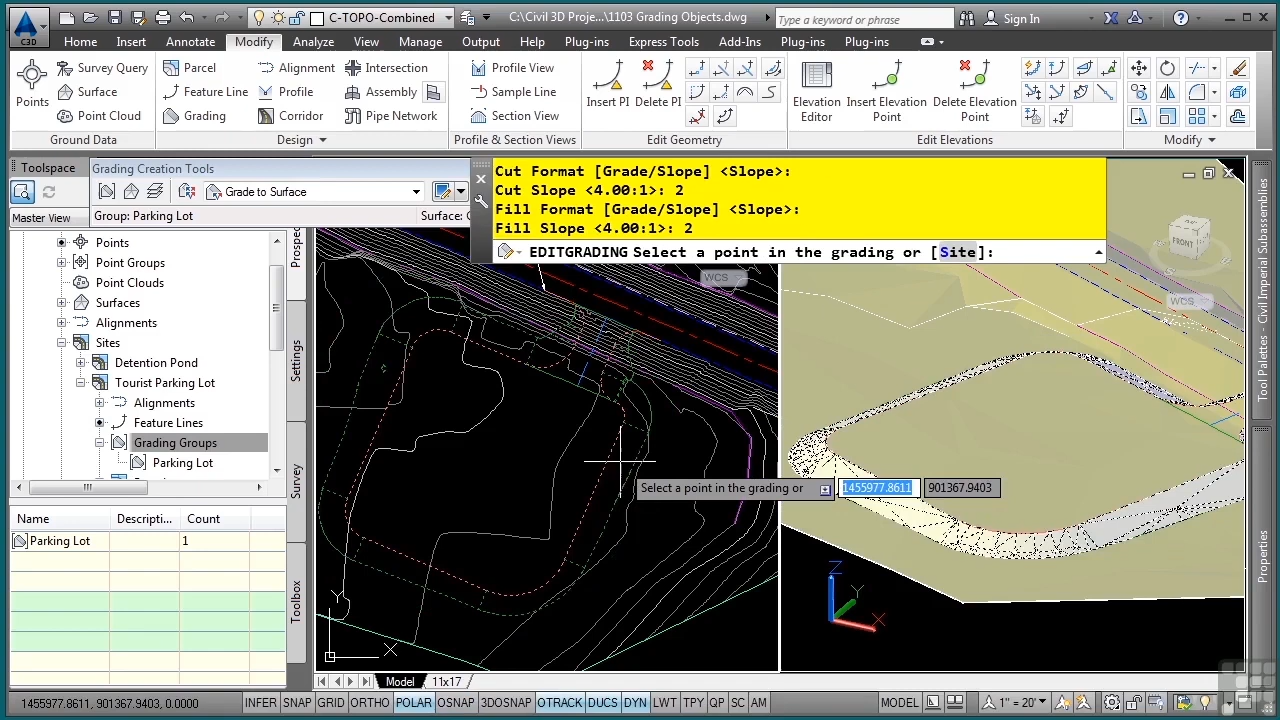 C-TOPO-Combined
C:\Civil 3D Proje...\1103 Grading Objects.dwg
Type a keyword or phrase
Sign In
C3D
Home Insert Annotate Modify Analyze View Manage Output Help Plug-ins Express Tools Add-Ins Plug-ins Plug-ins
Points
Survey Query
Surface
Point Cloud
Ground Data
Parcel
Feature Line
Grading
Alignment
Profile
Corridor
Intersection
Assembly
Pipe Network
Design
Profile View
Sample Line
Section View
Profile & Section Views
Insert PI
Delete PI
Edit Geometry
Elevation Editor
Insert Elevation Point
Delete Elevation Point
Edit Elevations
Modify
Toolspace
Grading Creation Tools
Grade to Surface
Master View
Group: Parking Lot
Surface: C
Cut Format [Grade/Slope] <Slope>:
Cut Slope <4.00:1>: 2
Fill Format [Grade/Slope] <Slope>:
Fill Slope <4.00:1>: 2
EDITGRADING Select a point in the grading or [Site]:
Points
Point Groups
Point Clouds
Surfaces
Alignments
Sites
Detention Pond
Tourist Parking Lot
Alignments
Feature Lines
Grading Groups
Parking Lot
Prospe
Settings
Survey
Toolbox
Name Descripti... Count
Parking Lot 1
WCS
FRONT
WCS
Select a point in the grading or
1455977.8611
901367.9403
Y
X
Z
Y
X
Tool Palettes - Civil Imperial Subassemblies
Properties
Model 11x17
1455977.8611, 901367.9403, 0.0000
INFER SNAP GRID ORTHO POLAR OSNAP 3DOSNAP OTRACK DUCS DYN LWT TPY QP SC AM
MODEL
1" = 20'